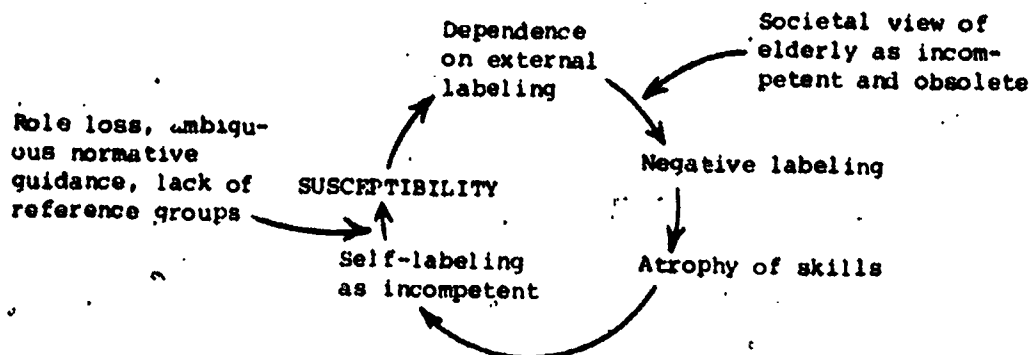 Dependence
on external
labeling
Societal view of
elderly as incom-
petent and obsolete
Role loss, ambiqu-
ous normative
guidance, lack of
reference groups
SUSCEPTIBILITY
Negative labeling
Self-labeling
as incompetent
Atrophy of skills